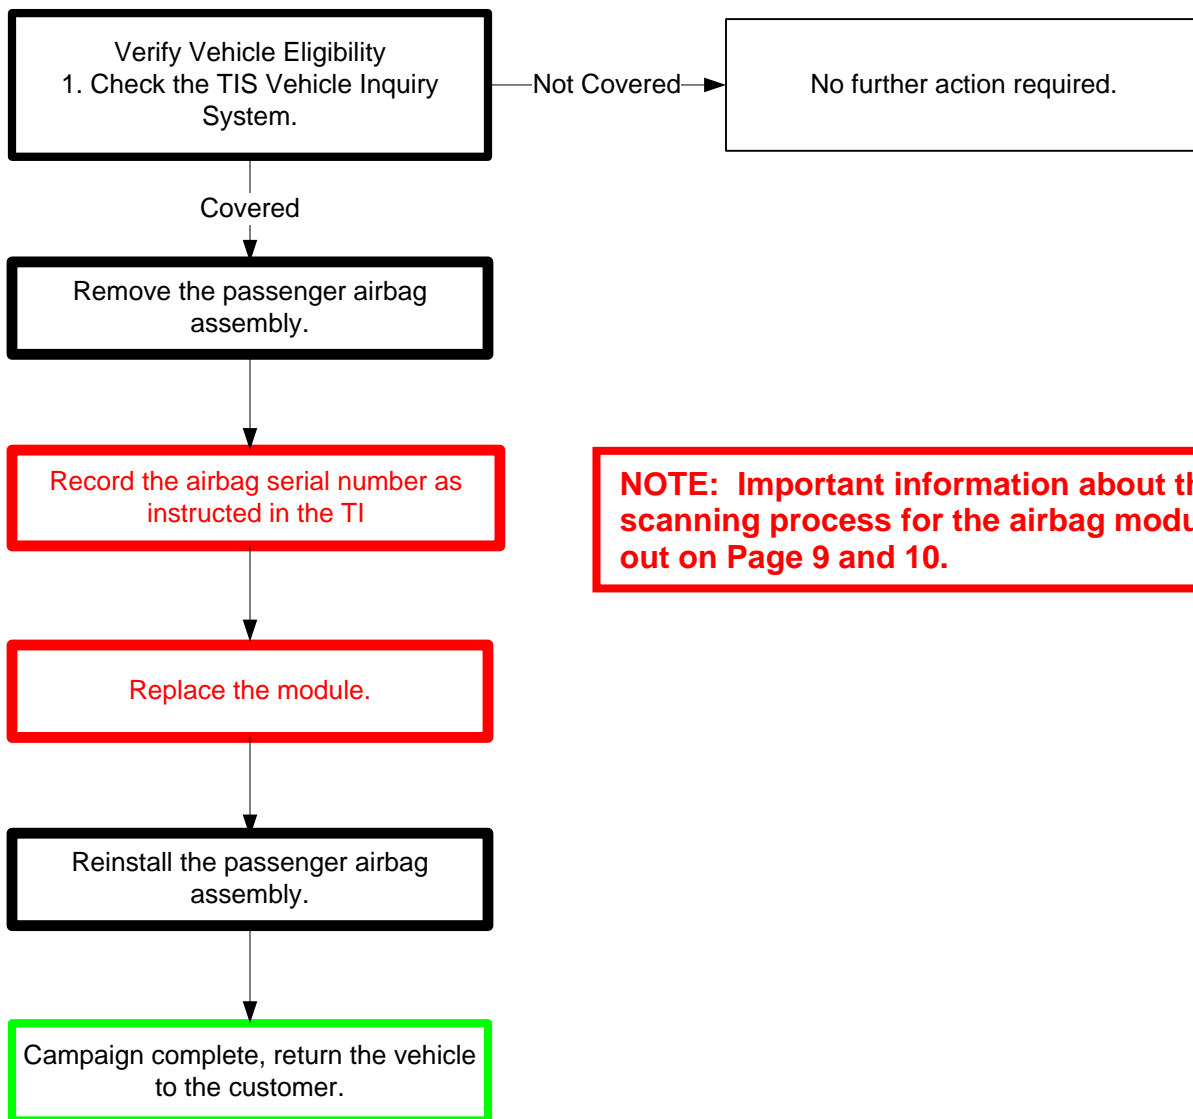 Verify Vehicle Eligibility
1. Check the TIS Vehicle Inquiry
System.
Not Covered
No further action required.
Covered
Remove the passenger airbag
assembly.
Record the airbag serial number as
instructed in the TI
NOTE:  Important information about
scanning process for the airbag
out on Page 9 and 10.
Replace the module.
Reinstall the passenger airbag
assembly.
Campaign complete, return the vehicle
to the customer.